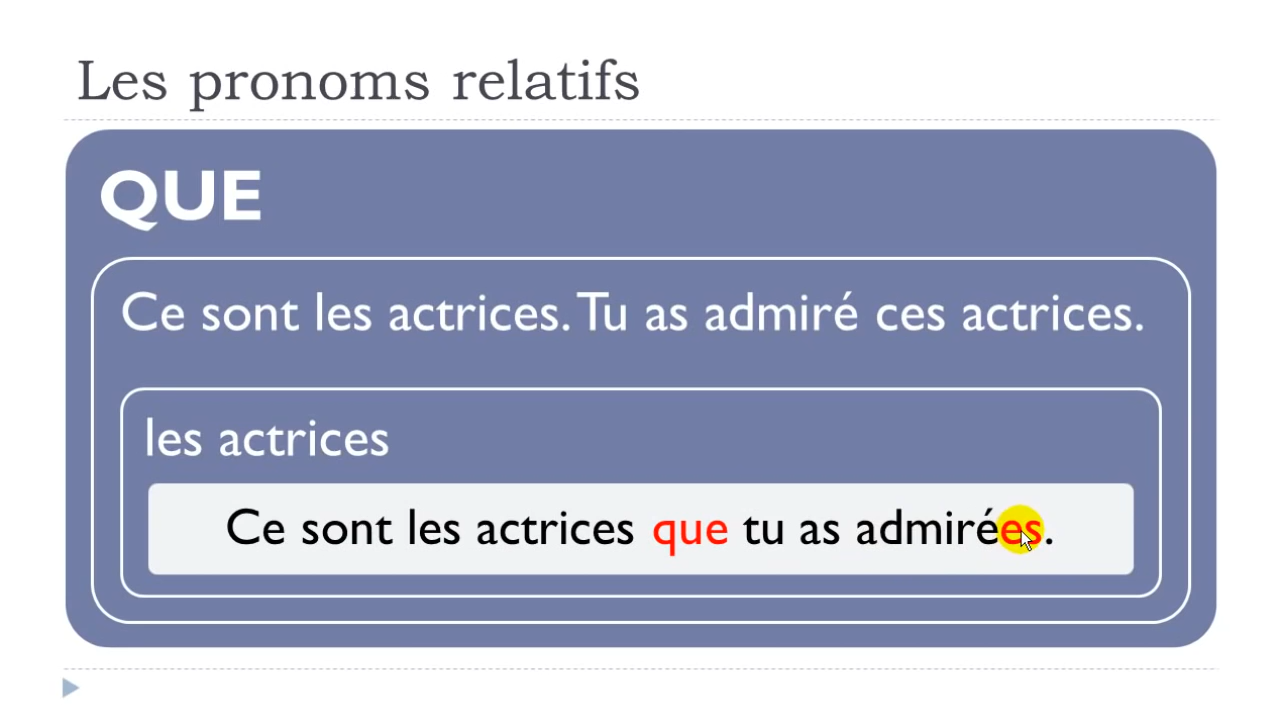 Les pronoms relatifs
QUE
Ce sont les actrices. Tu as admiré ces actrices.
les actrices
Ce sont les actrices que tu as admirées.